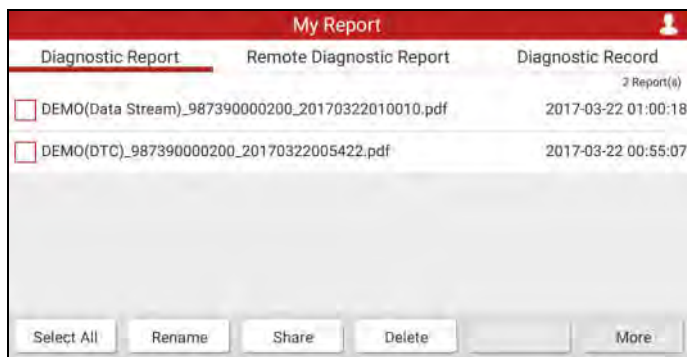 My Report
Diagnostic Report Remote Diagnostic Report Diagnostic Record
2 Report(s)
DEMO(Data Stream)_987390000200_20170322010010.pdf 2017-03-22 01:00:18
DEMO(DTC)_987390000200_20170322005422.pdf 2017-03-22 00:55:07
Select All Rename Share Delete More